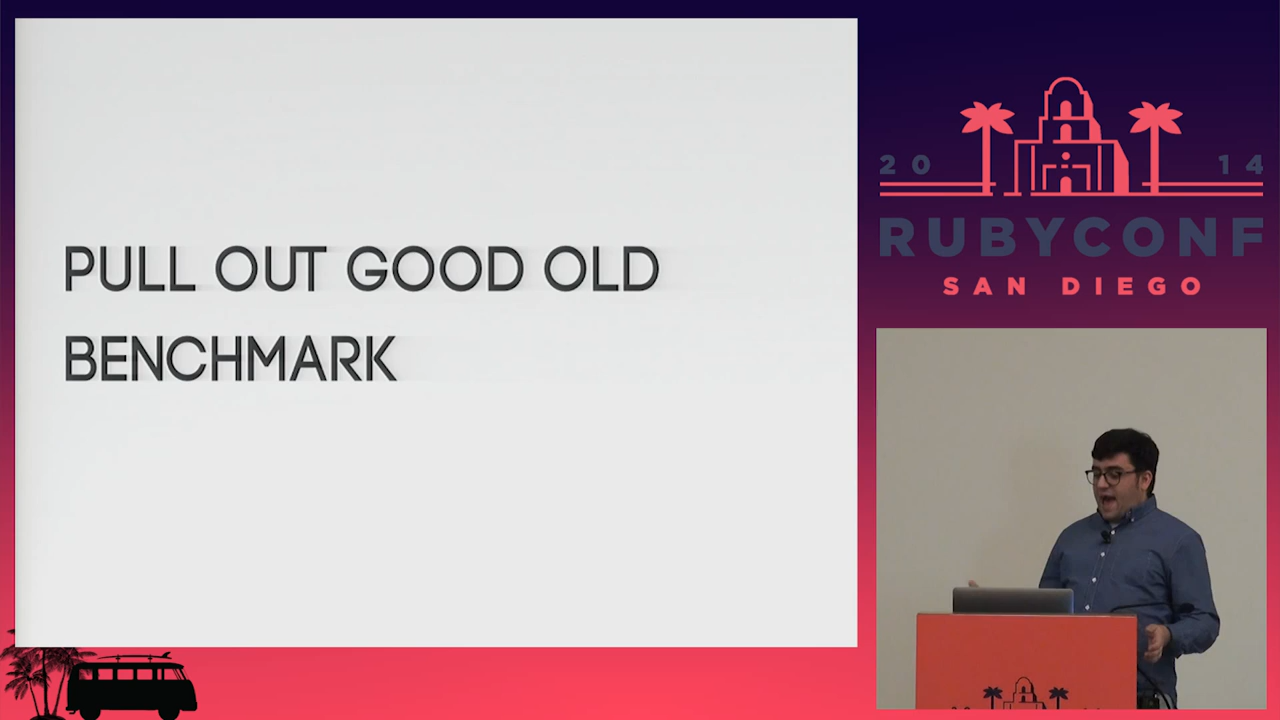 PULL OUT GOOD OLD
BENCHMARK
20 14
RUBYCONF
SAN DIEGO